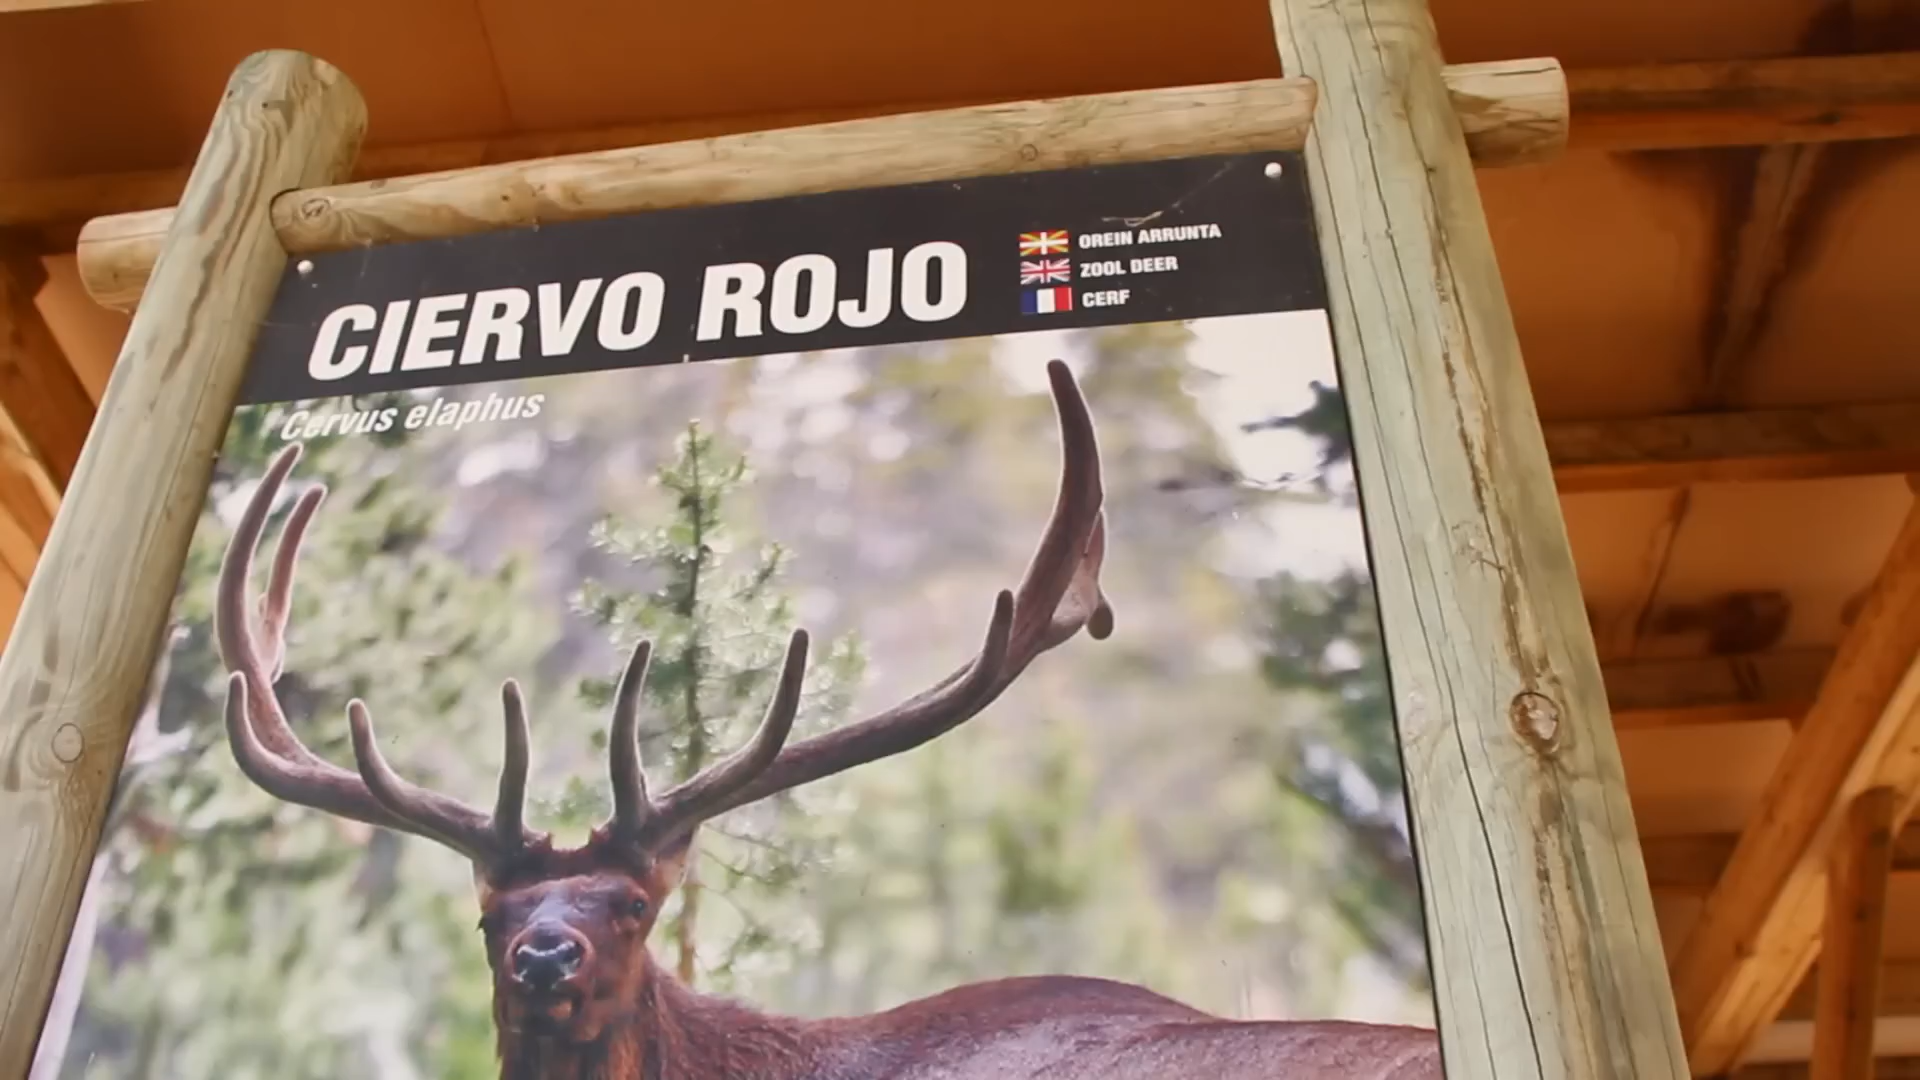 CIERVO ROJO
OREIN ARRUNTA
ZOOL DEER
CERF
Cervus elaphus